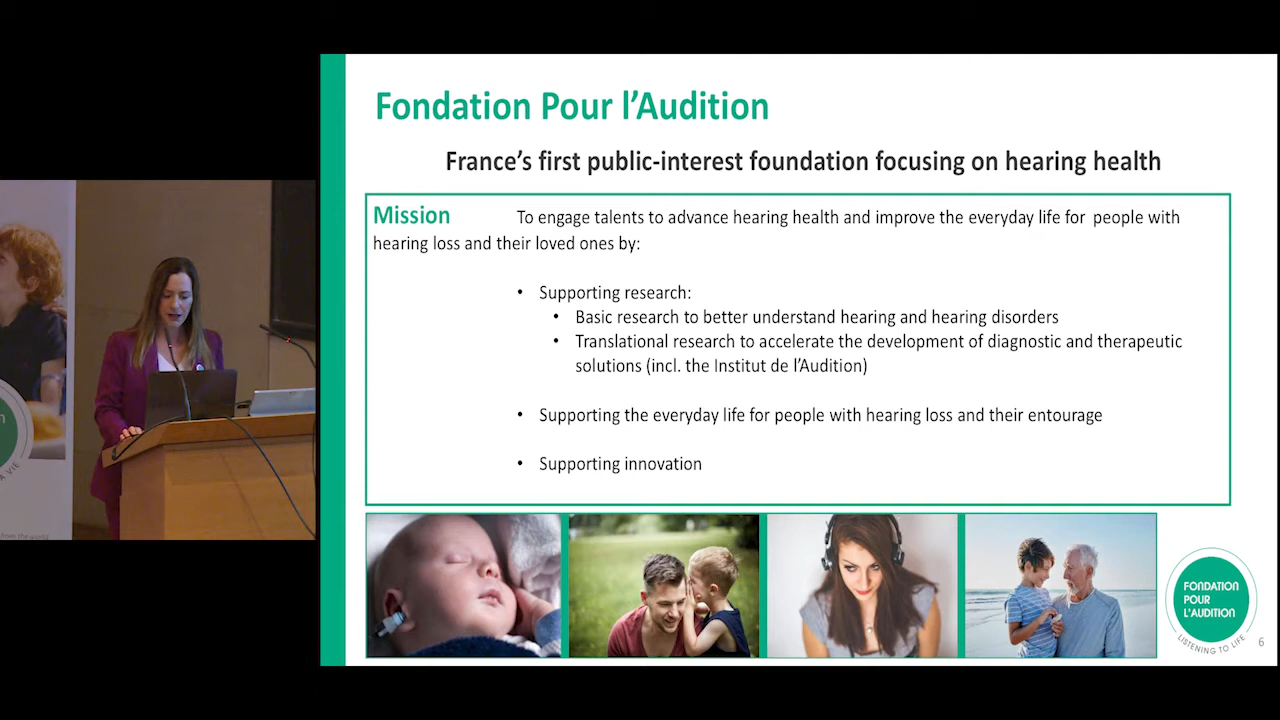 Fondation Pour l'Audition
France's first public-interest foundation focusing on hearing health
Mission To engage talents to advance hearing health and improve the everyday life for people with
hearing loss and their loved ones by:
• Supporting research:
• Basic research to better understand hearing and hearing disorders
• Translational research to accelerate the development of diagnostic and therapeutic
solutions (incl. the Institut de l'Audition)
• Supporting the everyday life for people with hearing loss and their entourage
• Supporting innovation
FONDATION
POUR
L'AUDITION
LISTENING TO LIFE
6
A VIE
from the world